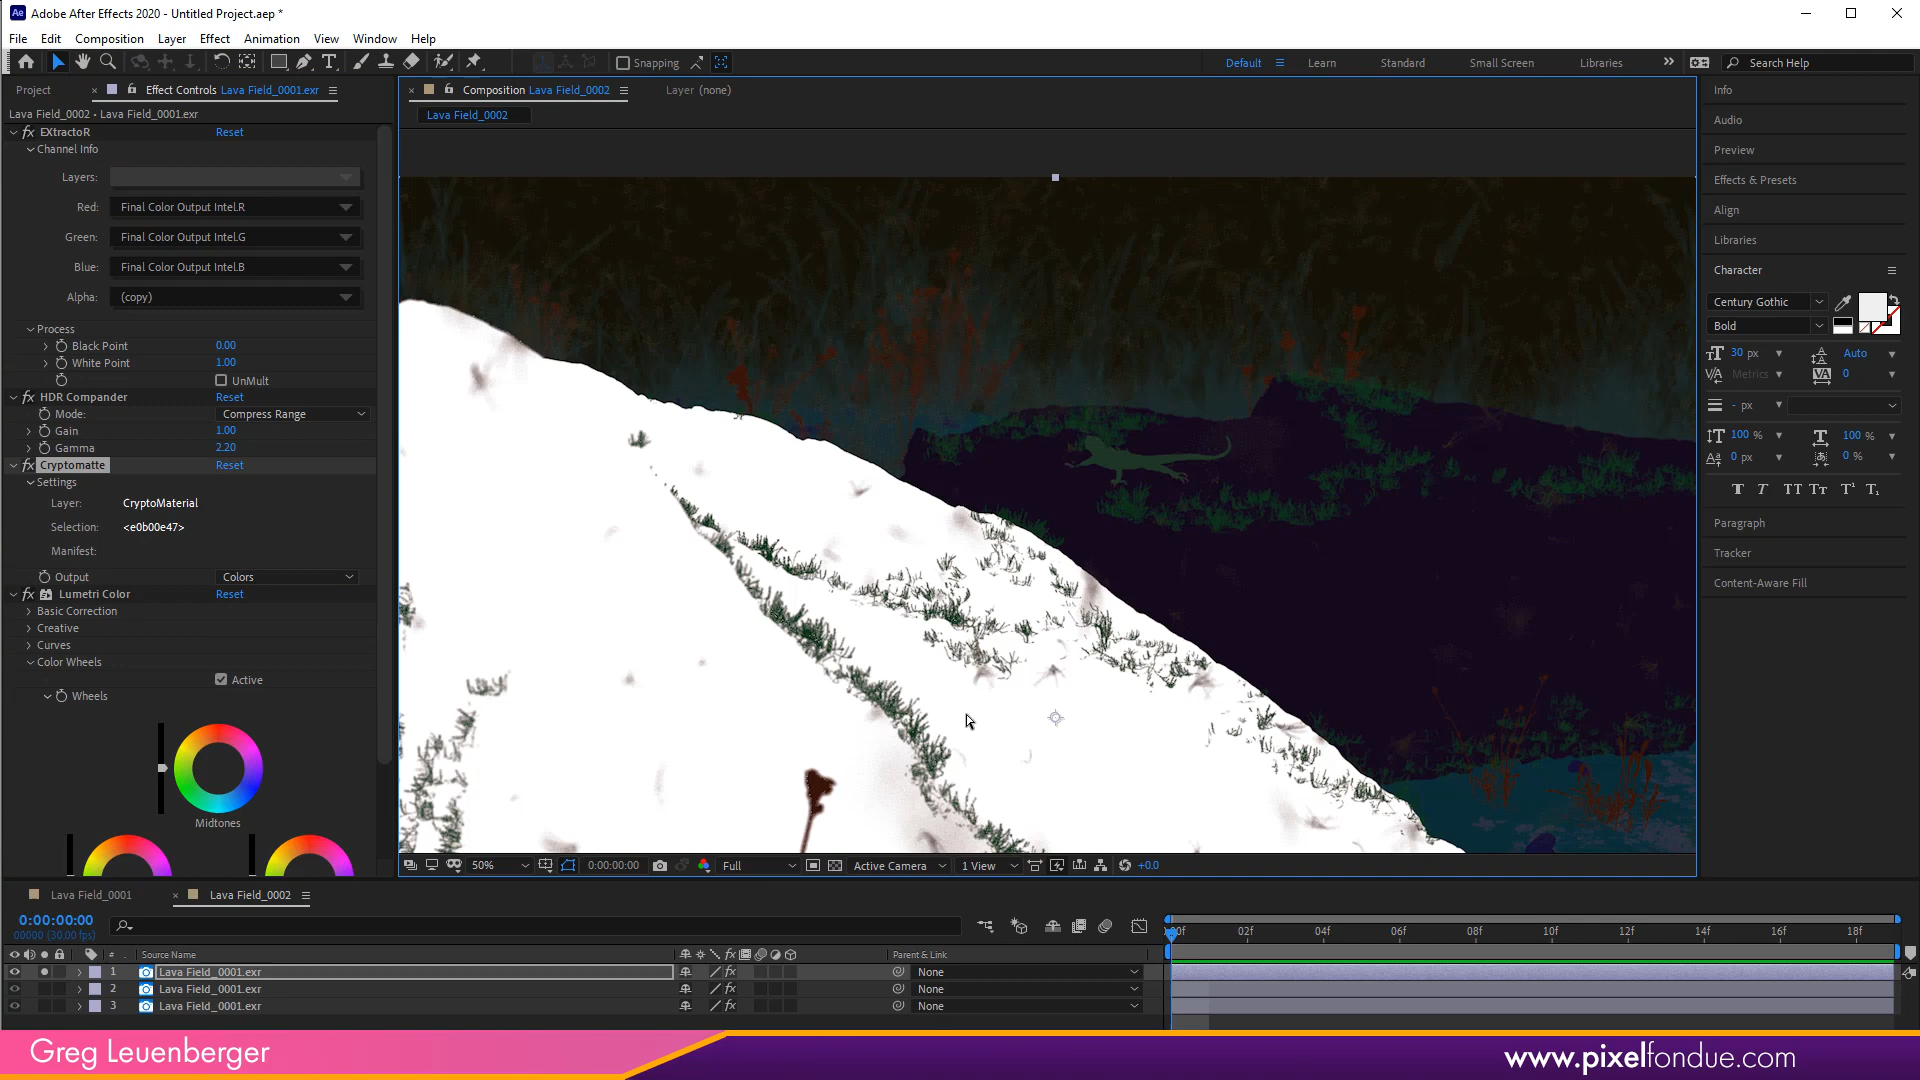 Adobe After Effects 2020 - Untitled Project.aep *
File Edit Composition Layer Effect Animation View Window Help
Snapping
Default Learn Standard Small Screen Libraries Search Help
Project Effect Controls Lava Field_0001.exr
Lava Field_0002 • Lava Field_0001.exr
EXtractoR Reset
Channel Info
Layers:
Red: Final Color Output Intel.R
Green: Final Color Output Intel.G
Blue: Final Color Output Intel.B
Alpha: (copy)
Process
Black Point 0.00
White Point 1.00
UnMult
HDR Compander Reset
Mode: Compress Range
Gain 1.00
Gamma 2.20
Cryptomatte Reset
Settings
Layer: CryptoMaterial
Selection: <e0b00e47>
Manifest:
Output Colors
Lumetri Color Reset
Basic Correction
Creative
Curves
Color Wheels
Active
Wheels
Midtones
Composition Lava Field_0002 Layer (none)
Lava Field_0002
50% 0:00:00:00 Full Active Camera 1 View +0.0
Info
Audio
Preview
Effects & Presets
Align
Libraries
Character
Century Gothic
Bold
30 px Auto
Metrics 0
- px
100 % 100 %
0 px 0 %
Paragraph
Tracker
Content-Aware Fill
Lava Field_0001 Lava Field_0002
0:00:00:00
00000 (30.00 fps)
# Source Name Parent & Link
1 Lava Field_0001.exr None
2 Lava Field_0001.exr None
3 Lava Field_0001.exr None
00f 02f 04f 06f 08f 10f 12f 14f 16f 18f
Greg Leuenberger
www.pixelfondue.com